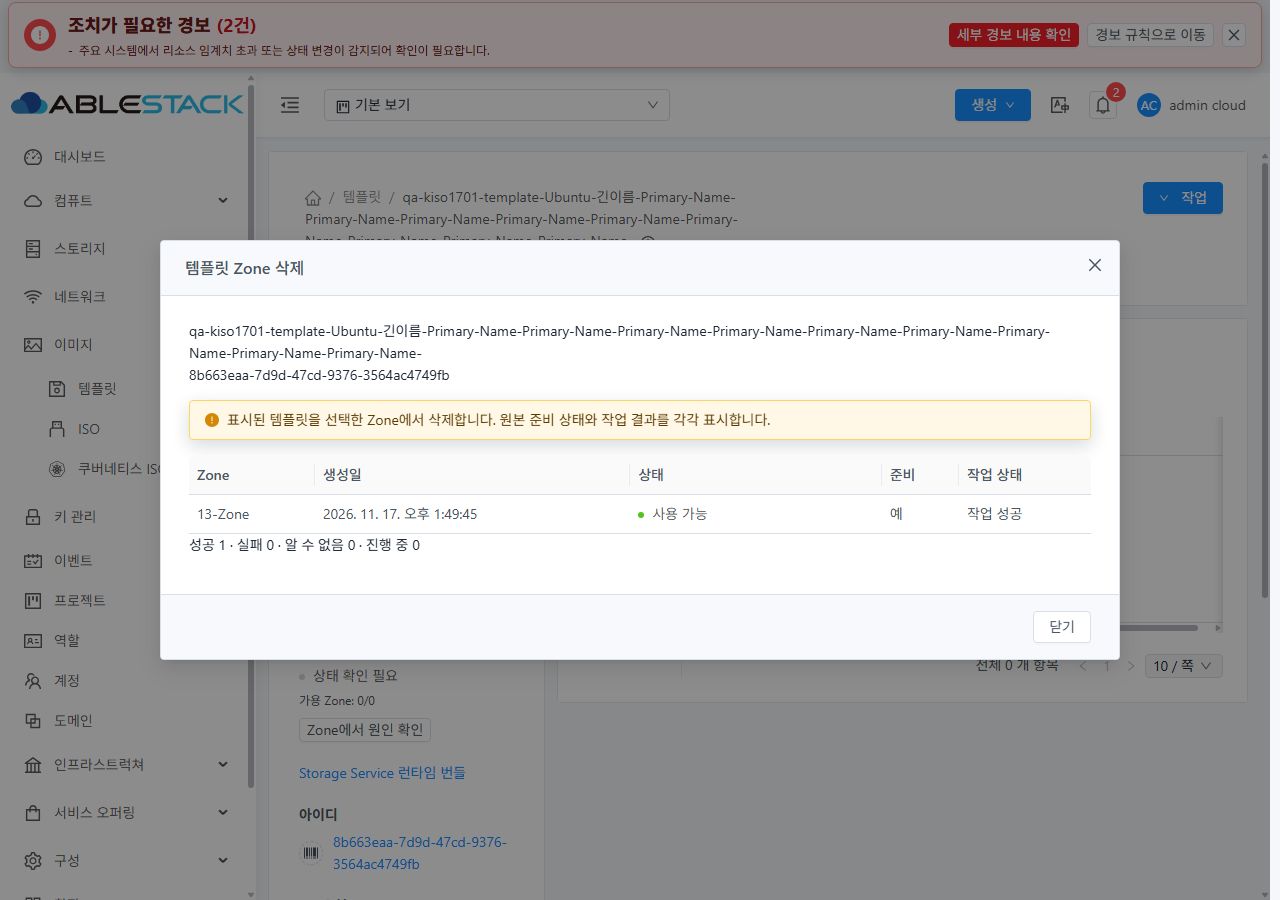 조치가 필요한 경보 (2건)
- 주요 시스템에서 리소스 임계치 초과 또는 상태 변경이 감지되어 확인이 필요합니다.
세부 경보 내용 확인
경보 규칙으로 이동
ABLESTACK
기본 보기
생성
2
AC
admin cloud
대시보드
컴퓨트
스토리지
네트워크
이미지
템플릿
ISO
쿠버네티스 ISO
키 관리
이벤트
프로젝트
역할
계정
도메인
인프라스트럭쳐
서비스 오퍼링
구성
/ 템플릿 / qa-kiso1701-template-Ubuntu-긴이름-Primary-Name-
Primary-Name-Primary-Name-Primary-Name-Primary-Name-Primary-
Name-Primary-Name-Primary-Name-Primary-Name-
작업
템플릿 Zone 삭제
qa-kiso1701-template-Ubuntu-긴이름-Primary-Name-Primary-Name-Primary-Name-Primary-Name-Primary-Name-Primary-Name-Primary-
Name-Primary-Name-Primary-Name-
8b663eaa-7d9d-47cd-9376-3564ac4749fb
표시된 템플릿을 선택한 Zone에서 삭제합니다. 원본 준비 상태와 작업 결과를 각각 표시합니다.
Zone 생성일 상태 준비 작업 상태
13-Zone 2026. 11. 17. 오후 1:49:45 사용 가능 예 작업 성공
성공 1 · 실패 0 · 알 수 없음 0 · 진행 중 0
닫기
전체 0 개 항목
1
10 / 쪽
상태 확인 필요
가용 Zone: 0/0
Zone에서 원인 확인
Storage Service 런타임 번들
아이디
8b663eaa-7d9d-47cd-9376-
3564ac4749fb